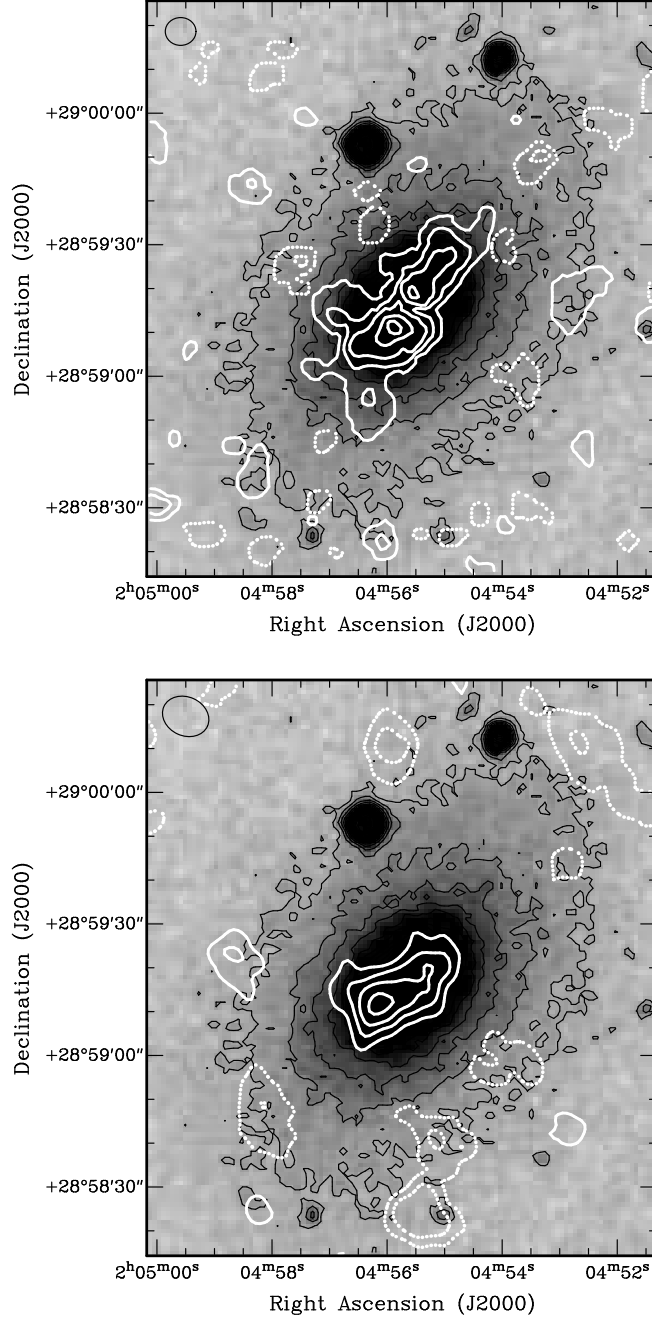 +29°00′00″
+28°59′30″
+28°59′00″
+28°58′30″
Declination (J2000)
2ʰ05ᵐ00ˢ 04ᵐ58ˢ 04ᵐ56ˢ 04ᵐ54ˢ 04ᵐ52ˢ
Right Ascension (J2000)
+29°00′00″
+28°59′30″
+28°59′00″
+28°58′30″
Declination (J2000)
2ʰ05ᵐ00ˢ 04ᵐ58ˢ 04ᵐ56ˢ 04ᵐ54ˢ 04ᵐ52ˢ
Right Ascension (J2000)